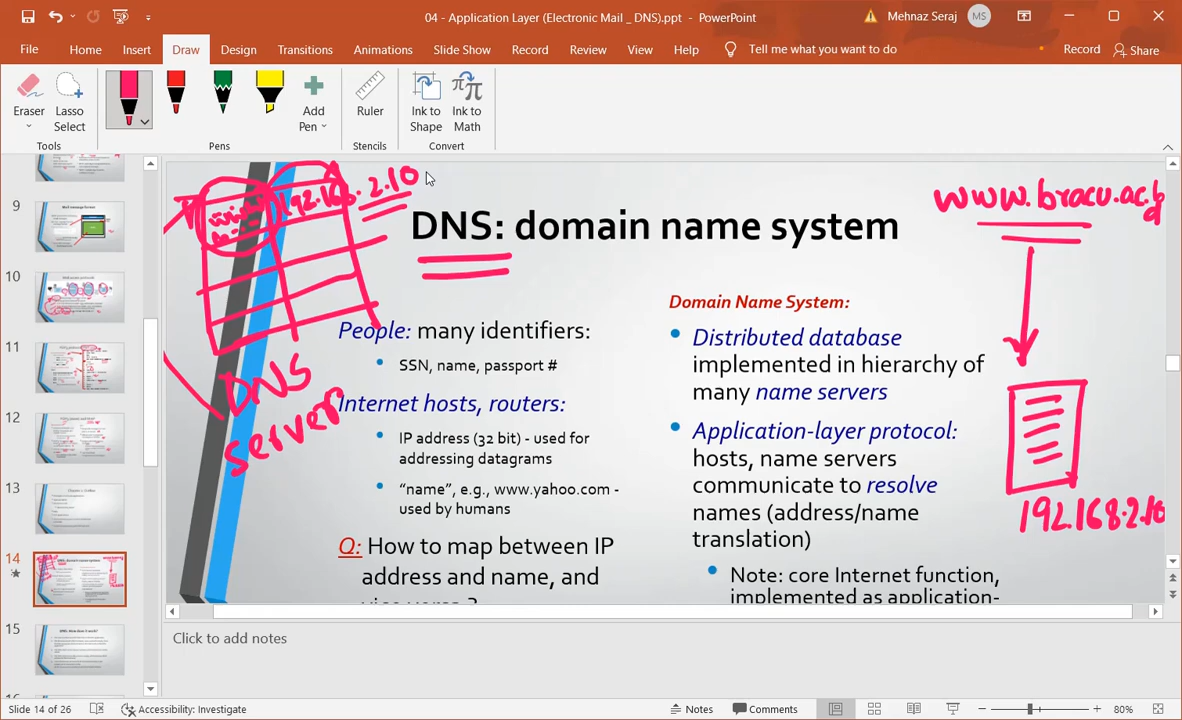 04 - Application Layer (Electronic Mail _ DNS).ppt - PowerPoint
Mehnaz Seraj
MS
File
Home
Insert
Draw
Design
Transitions
Animations
Slide Show
Record
Review
View
Help
Tell me what you want to do
Record
Share
Eraser
Lasso
Select
Add
Pen
Ruler
Ink to
Shape
Ink to
Math
Tools
Pens
Stencils
Convert
9
10
11
12
13
14
15
192.168.2.10
www.bracu.ac.b
DNS: domain name system
People: many identifiers:
SSN, name, passport #
Internet hosts, routers:
IP address (32 bit) - used for
addressing datagrams
“name”, e.g., www.yahoo.com -
used by humans
Q: How to map between IP
address and name, and
DNS
server
Domain Name System:
Distributed database
implemented in hierarchy of
many name servers
Application-layer protocol:
hosts, name servers
communicate to resolve
names (address/name
translation)
Note: core Internet function,
implemented as application-
192.168.2.10
Click to add notes
Slide 14 of 26
Accessibility: Investigate
Notes
Comments
80%